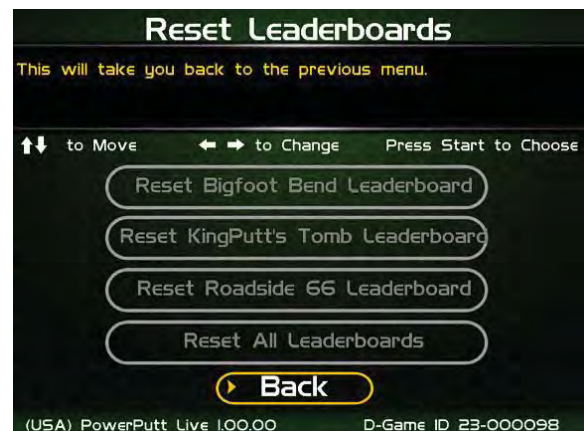 Reset Leaderboards
This will take you back to the previous menu.
to Move to Change Press Start to Choose
Reset Bigfoot Bend Leaderboard
Reset KingPutt's Tomb Leaderboard
Reset Roadside 66 Leaderboard
Reset All Leaderboards
Back
(USA) PowerPutt Live 1.00.00 D-Game ID 23-000098